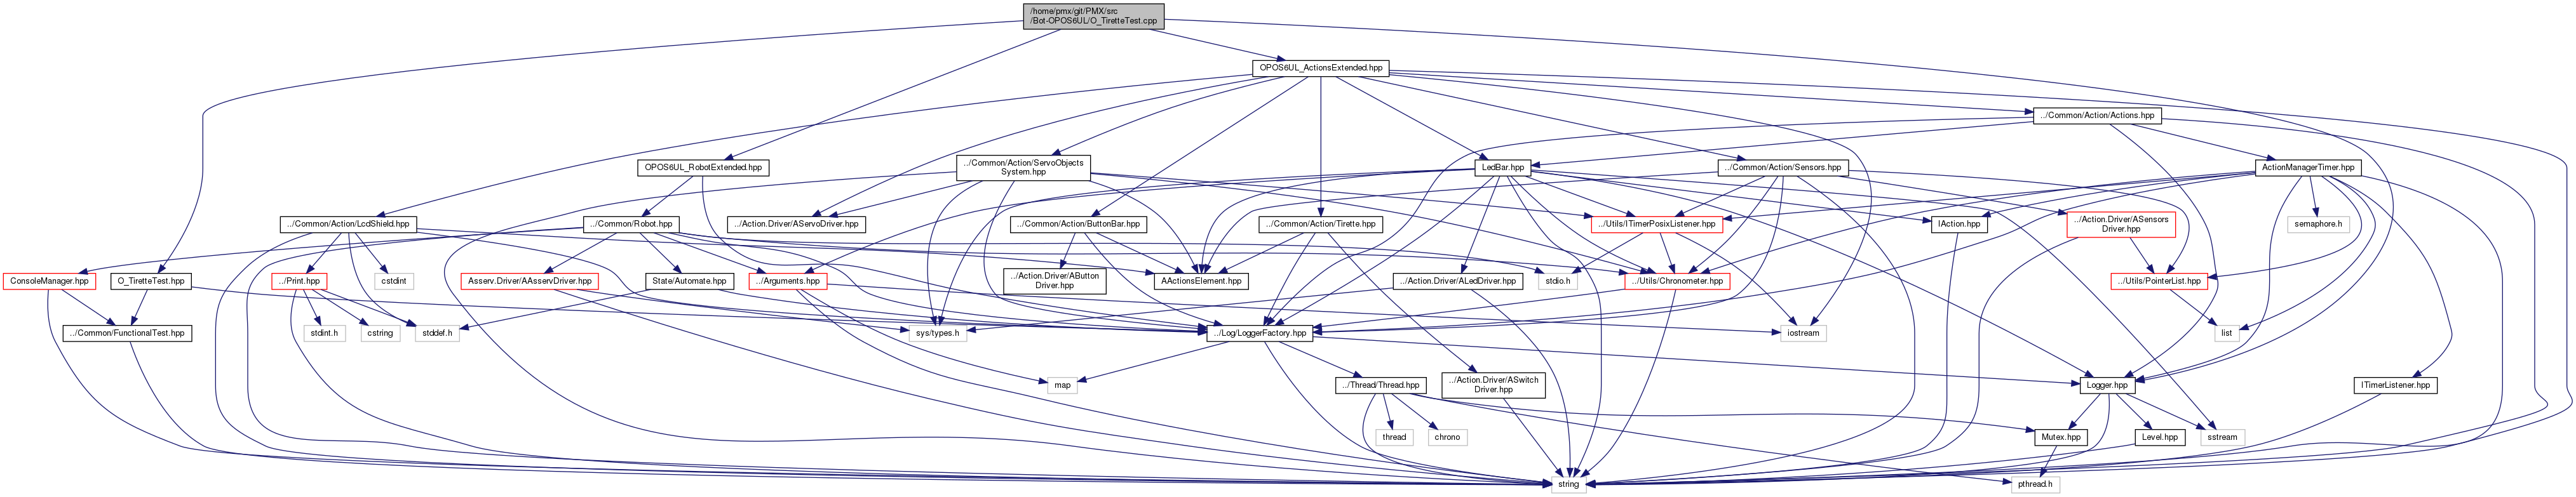 /home/pmx/git/PMX/src
/Bot-OPOS6UL/O_TiretteTest.cpp
OPOS6UL_ActionsExtended.hpp
../Common/Action/Actions.hpp
OPOS6UL_RobotExtended.hpp
../Common/Action/ServoObjects
System.hpp
LedBar.hpp
../Common/Action/Sensors.hpp
ActionManagerTimer.hpp
../Common/Action/LcdShield.hpp
../Common/Robot.hpp
../Action.Driver/AServoDriver.hpp
../Common/Action/ButtonBar.hpp
../Common/Action/Tirette.hpp
../Utils/ITimerPosixListener.hpp
IAction.hpp
../Action.Driver/ASensors
Driver.hpp
semaphore.h
ConsoleManager.hpp
O_TiretteTest.hpp
../Print.hpp
cstdint
Asserv.Driver/AAsservDriver.hpp
State/Automate.hpp
../Arguments.hpp
../Action.Driver/AButton
Driver.hpp
AActionsElement.hpp
../Action.Driver/ALedDriver.hpp
stdio.h
../Utils/Chronometer.hpp
../Utils/PointerList.hpp
../Common/FunctionalTest.hpp
stdint.h
cstring
stddef.h
sys/types.h
../Log/LoggerFactory.hpp
iostream
list
map
../Thread/Thread.hpp
../Action.Driver/ASwitch
Driver.hpp
Logger.hpp
ITimerListener.hpp
thread
chrono
Mutex.hpp
Level.hpp
sstream
string
pthread.h